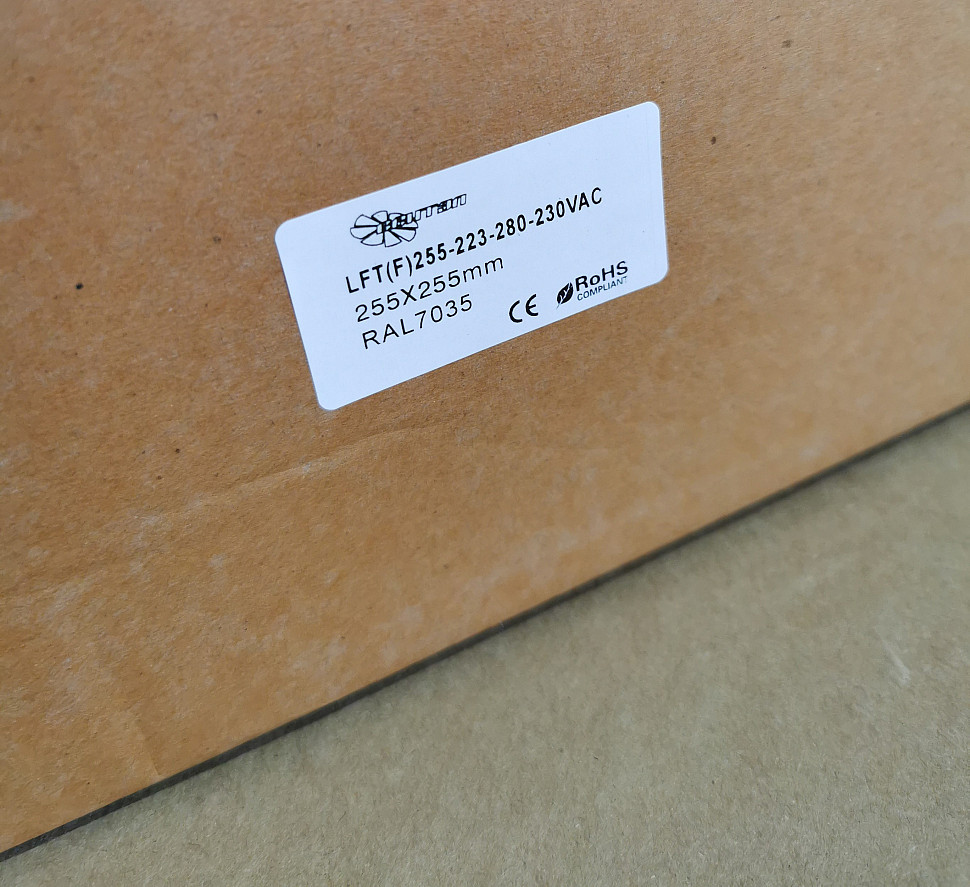 LFT(F)255-223-280-230VAC
255X255mm
RAL7035
CE
RoHS
COMPLIANT